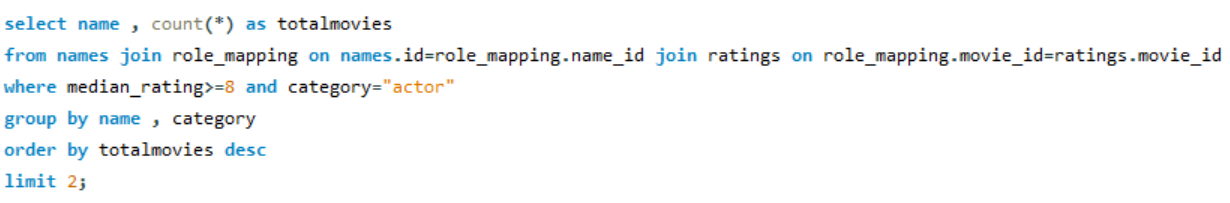 select name , count(*) as totalmovies
from names join role_mapping on names.id=role_mapping.name_id join ratings on role_mapping.movie_id=ratings.movie_id
where median_rating>=8 and category="actor"
group by name , category
order by totalmovies desc
limit 2;